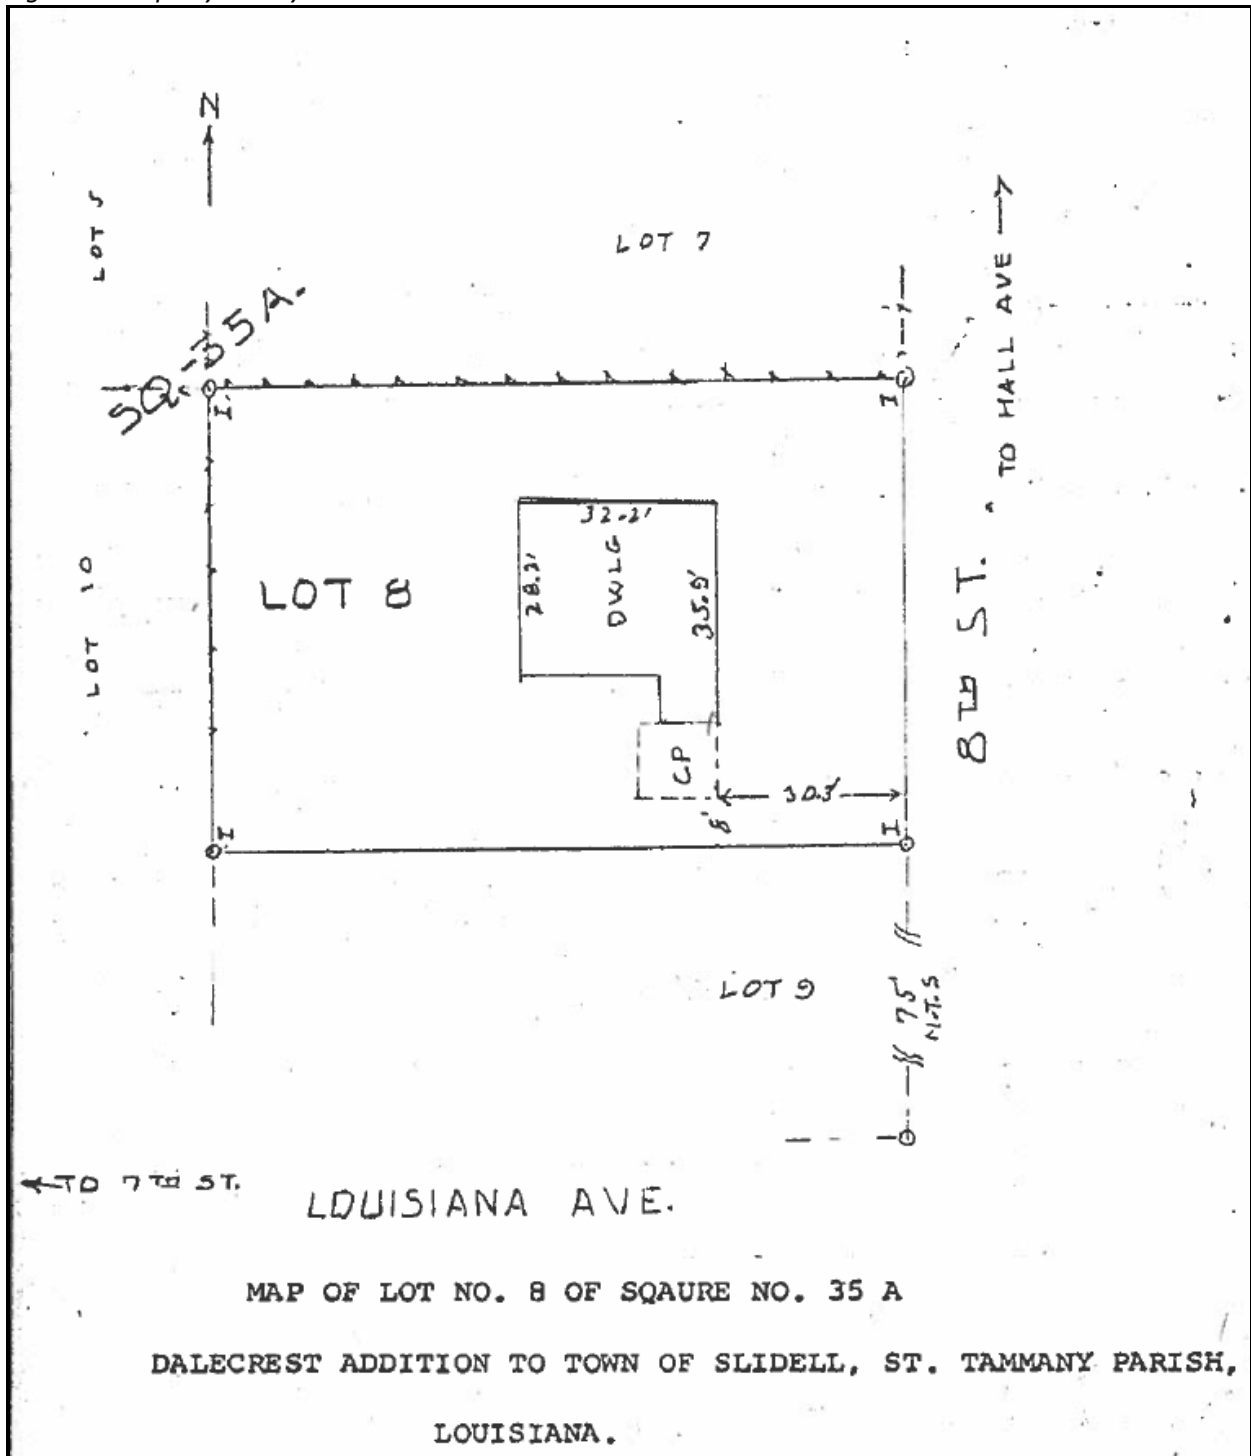 N
LOT 5
LOT 7
TO HALL AVE
SQ. 35A.
I
I
32.2'
28.2'
DWLG
35.9'
LOT 8
LOT 10
8TH ST.
CP
30.3'
8'
I
I
LOT 9
75'
N.T.S
TO 7TH ST.
LOUISIANA AVE.
MAP OF LOT NO. 8 OF SQAURE NO. 35 A
DALECREST ADDITION TO TOWN OF SLIDELL, ST. TAMMANY PARISH,
LOUISIANA.